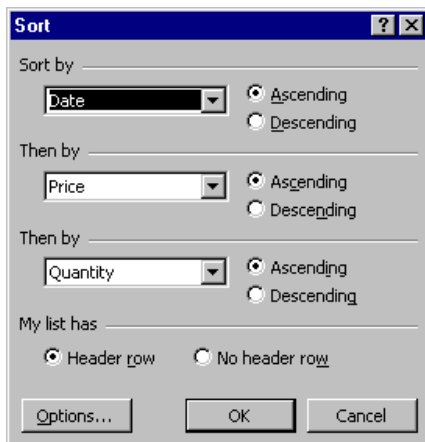 Sort
Sort by
Date
Ascending
Descending
Then by
Price
Ascending
Descending
Then by
Quantity
Ascending
Descending
My list has
Header row No header row
Options... OK Cancel